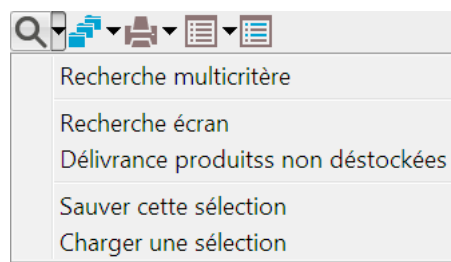 Recherche multicritère
Recherche écran
Délivrance produitss non déstockées
Sauver cette sélection
Charger une sélection